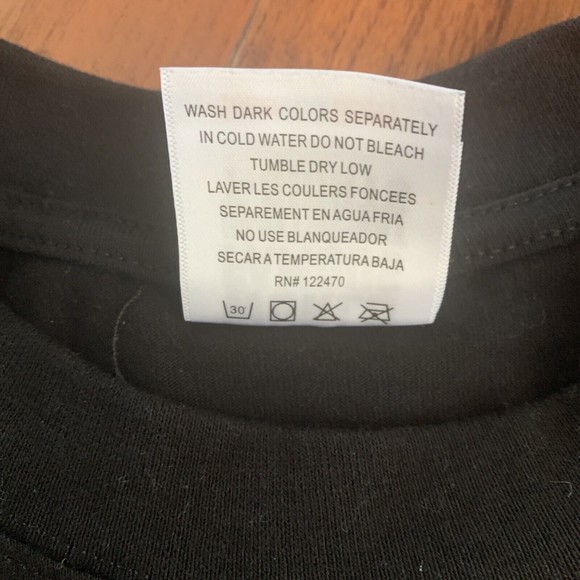 WASH DARK COLORS SEPARATELY
IN COLD WATER DO NOT BLEACH
TUMBLE DRY LOW
LAVER LES COULERS FONCEES
SEPAREMENT EN AGUA FRIA
NO USE BLANQUEADOR
SECAR A TEMPERATURA BAJA
RN# 122470
30°